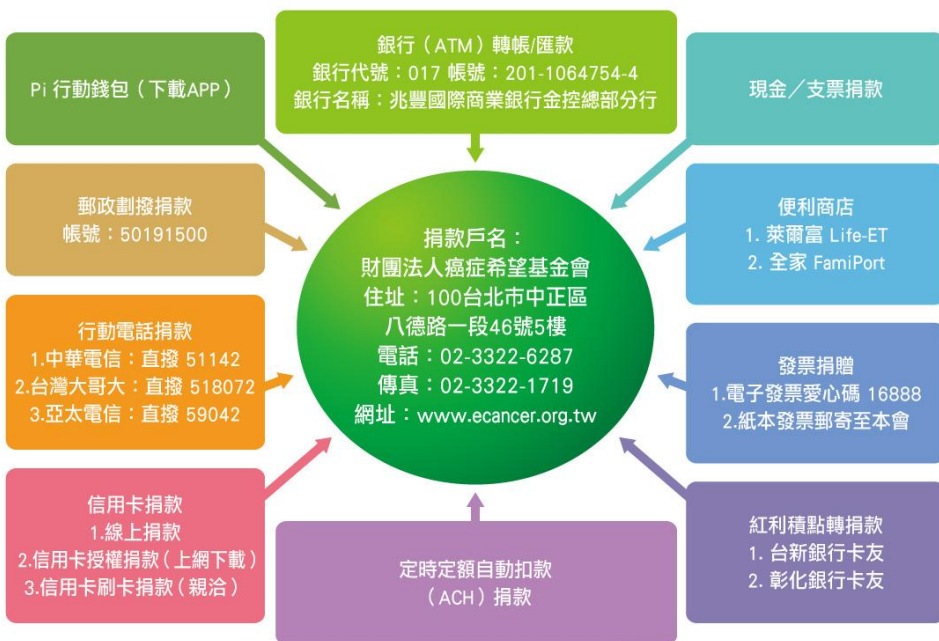 Pi 行動錢包（下載APP）
銀行（ATM）轉帳/匯款
銀行代號：017 帳號：201-1064754-4
銀行名稱：兆豐國際商業銀行金控總部分行
現金／支票捐款
郵政劃撥捐款
帳號：50191500
便利商店
1. 萊爾富 Life-ET
2. 全家 FamiPort
捐款戶名：
財團法人癌症希望基金會
住址：100台北市中正區
八德路一段46號5樓
電話：02-3322-6287
傳真：02-3322-1719
網址：www.ecancer.org.tw
行動電話捐款
1.中華電信：直撥 51142
2.台灣大哥大：直撥 518072
3.亞太電信：直撥 59042
發票捐贈
1.電子發票愛心碼 16888
2.紙本發票郵寄至本會
信用卡捐款
1.線上捐款
2.信用卡授權捐款（上網下載）
3.信用卡刷卡捐款（親洽）
定時定額自動扣款
（ACH）捐款
紅利積點轉捐款
1. 台新銀行卡友
2. 彰化銀行卡友